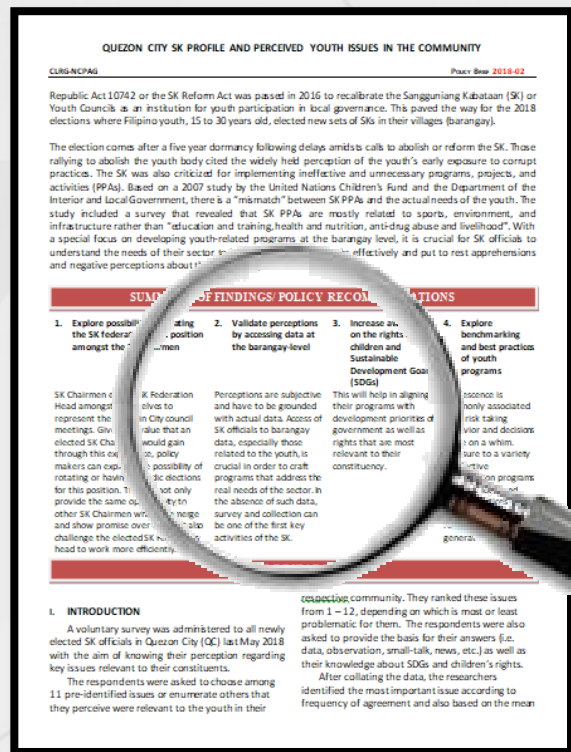 QUEZON CITY SK PROFILE AND PERCEIVED YOUTH ISSUES IN THE COMMUNITY
CLRG-NCPAG POLICY BRIEF 2018-02
Republic Act 10742 or the SK Reform Act was passed in 2016 to recalibrate the Sangguniang Kabataan (SK) or
Youth Councils as an institution for youth participation in local governance. This paved the way for the 2018
elections where Filipino youth, 15 to 30 years old, elected new sets of SKs in their villages (barangay).
The election comes after a five year dormancy following delays amidst calls to abolish or reform the SK. Those
rallying to abolish the youth body cited the widely held perception of the youth's early exposure to corrupt
practices. The SK was also criticized for implementing ineffective and unnecessary programs, projects, and
activities (PPAs). Based on a 2007 study by the United Nations Children's Fund and the Department of the
Interior and Local Government, there is a "mismatch" between SK PPAs and the actual needs of the youth. The
study included a survey that revealed that SK PPAs are mostly related to sports, environment, and
infrastructure rather than "education and training, health and nutrition, anti-drug abuse and livelihood". With
a special focus on developing youth-related programs at the barangay level, it is crucial for SK officials to
understand the needs of their sector effectively and put to rest apprehensions
and negative perceptions about
SUM OF FINDINGS/ POLICY RECOM ATIONS
1. Explore possibil ating
the SK federa position
amongst the men
SK Chairmen K Federation
Head amongst elves to
represent the n City council
meetings. Giv value that an
elected SK Cha would gain
through this exp ce, policy
makers can exp possibility of
rotating or havin dic elections
for this position. T not only
provide the same op ty to
other SK Chairmen wh merge
and show promise over also
challenge the elected SK
head to work more efficiently.
2. Validate perceptions
by accessing data at
the barangay-level
Perceptions are subjective
and have to be grounded
with actual data. Access of
SK officials to barangay
data, especially those
related to the youth, is
crucial in order to craft
programs that address the
real needs of the sector. In
the absence of such data,
survey and collection can
be one of the first key
activities of the SK.
3. Increase aw
on the rights
children and
Sustainable
Development Goa
(SDGs)
This will help in aligning
their programs with
development priorities of
government as well as
rights that are most
relevant to their
constituency.
4. Explore
benchmarking
and best practices
of youth
programs
escence is
monly associated
risk taking
vior and decisions
e on a whim.
sure to a variety
ective
on programs
general
I. INTRODUCTION
A voluntary survey was administered to all newly
elected SK officials in Quezon City (QC) last May 2018
with the aim of knowing their perception regarding
key issues relevant to their constituents.
The respondents were asked to choose among
11 pre-identified issues or enumerate others that
they perceive were relevant to the youth in their
respective community. They ranked these issues
from 1 – 12, depending on which is most or least
problematic for them. The respondents were also
asked to provide the basis for their answers (i.e.
data, observation, small-talk, news, etc.) as well as
their knowledge about SDGs and children's rights.
After collating the data, the researchers
identified the most important issue according to
frequency of agreement and also based on the mean